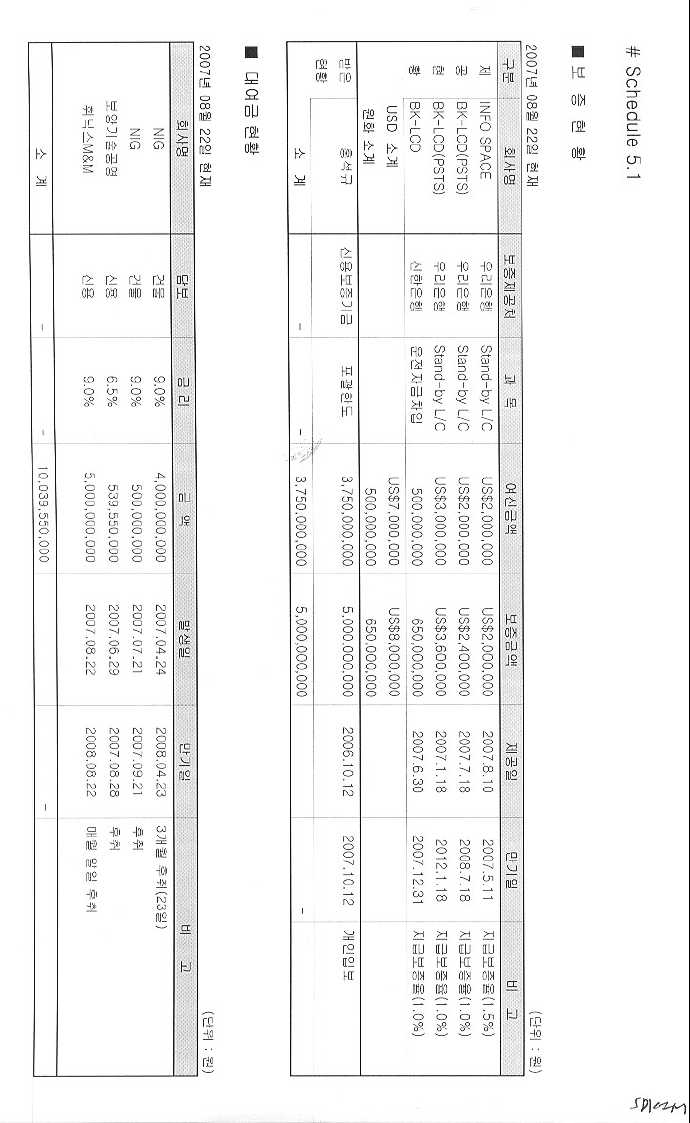 # Schedule 5.1
■ 보 증 현 황
2007년 08월 22일 현재 (단위 : 원)
구분 회사명 보증제공처 과 목 여신금액 보증금액 제공일 만기일 비 고
제 INFO SPACE 우리은행 Stand-by L/C US$2,000,000 US$2,000,000 2007.8.10 2007.5.11 지급보증율(1.5%)
공 BK-LCD(PSTS) 우리은행 Stand-by L/C US$2,000,000 US$2,400,000 2007.7.18 2008.7.18 지급보증율(1.0%)
현 BK-LCD(PSTS) 우리은행 Stand-by L/C US$3,000,000 US$3,600,000 2007.1.18 2012.1.18 지급보증율(1.0%)
황 BK-LCD 신한은행 운전자금차입 500,000,000 650,000,000 2007.6.30 2007.12.31 지급보증율(1.0%)
USD 소계 US$7,000,000 US$8,000,000
원화 소계 500,000,000 650,000,000
받은
현황 홍석규 신용보증기금 포괄한도 3,750,000,000 5,000,000,000 2006.10.12 2007.10.12 개인입보
소 계 - - 3,750,000,000 5,000,000,000 -
■ 대여금 현황
2007년 08월 22일 현재 (단위 : 원)
회사명 담보 금 리 금 액 발생일 만기일 비 고
NIG 건물 9.0% 4,000,000,000 2007.04.24 2008.04.23 3개월 후취(23일)
NIG 건물 9.0% 500,000,000 2007.07.21 2007.09.21 후취
보양기술공영 신용 6.5% 539,550,000 2007.06.29 2007.08.28 후취
휘닉스M&M 신용 9.0% 5,000,000,000 2007.08.22 2008.08.22 매월 말일 후취
소 계 - - 10,039,550,000 -